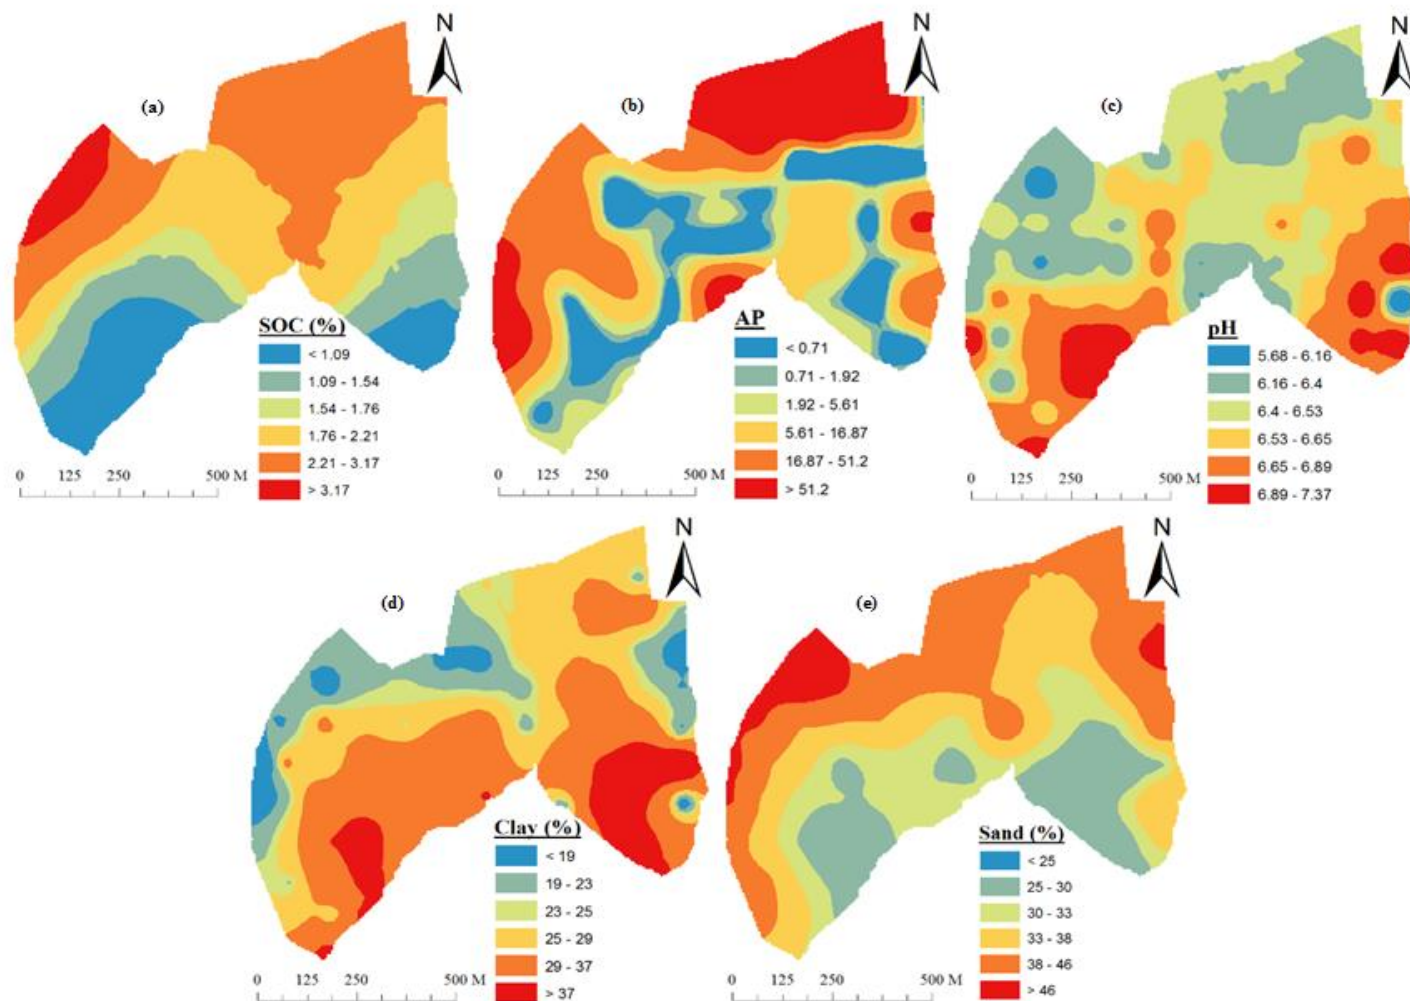 N
(a)
SOC (%)
< 1.09
1.09 - 1.54
1.54 - 1.76
1.76 - 2.21
2.21 - 3.17
> 3.17
0 125 250 500 M
N
(b)
AP
< 0.71
0.71 - 1.92
1.92 - 5.61
5.61 - 16.87
16.87 - 51.2
> 51.2
0 125 250 500 M
N
(c)
pH
5.68 - 6.16
6.16 - 6.4
6.4 - 6.53
6.53 - 6.65
6.65 - 6.89
6.89 - 7.37
0 125 250 500 M
N
(d)
Clay (%)
< 19
19 - 23
23 - 25
25 - 29
29 - 37
> 37
0 125 250 500 M
N
(e)
Sand (%)
< 25
25 - 30
30 - 33
33 - 38
38 - 46
> 46
0 125 250 500 M